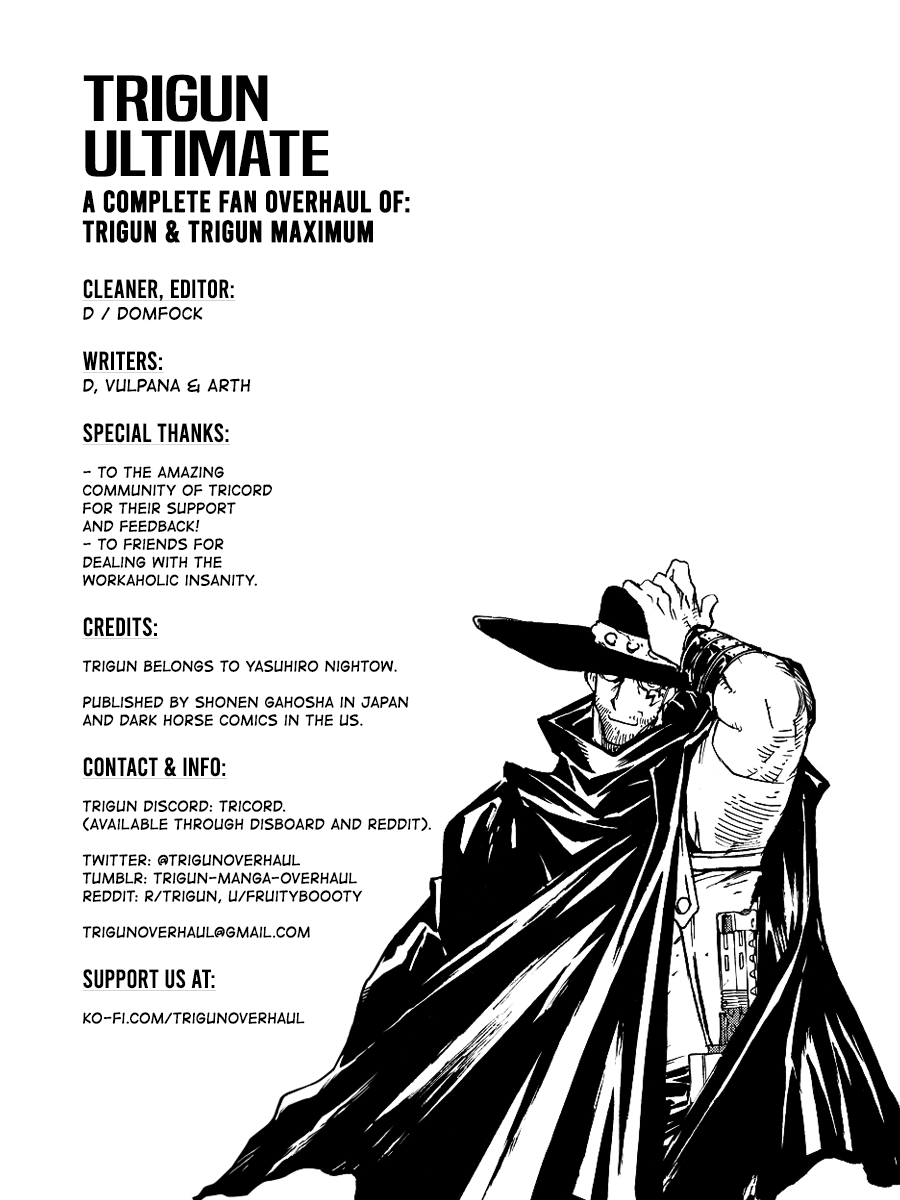 TRIGUN
ULTIMATE
A COMPLETE FAN OVERHAUL OF:
TRIGUN & TRIGUN MAXIMUM
CLEANER, EDITOR:
D / DOMFOCK
WRITERS:
D, VULPANA & ARTH
SPECIAL THANKS:
- TO THE AMAZING
COMMUNITY OF TRICORD
FOR THEIR SUPPORT
AND FEEDBACK!
- TO FRIENDS FOR
DEALING WITH THE
WORKAHOLIC INSANITY.
CREDITS:
TRIGUN BELONGS TO YASUHIRO NIGHTOW.
PUBLISHED BY SHONEN GAHOSHA IN JAPAN
AND DARK HORSE COMICS IN THE US.
CONTACT & INFO:
TRIGUN DISCORD: TRICORD.
(AVAILABLE THROUGH DISBOARD AND REDDIT).
TWITTER: @TRIGUNOVERHAUL
TUMBLR: TRIGUN-MANGA-OVERHAUL
REDDIT: R/TRIGUN, U/FRUITYBOOOTY
TRIGUNOVERHAUL@GMAIL.COM
SUPPORT US AT:
KO-FI.COM/TRIGUNOVERHAUL